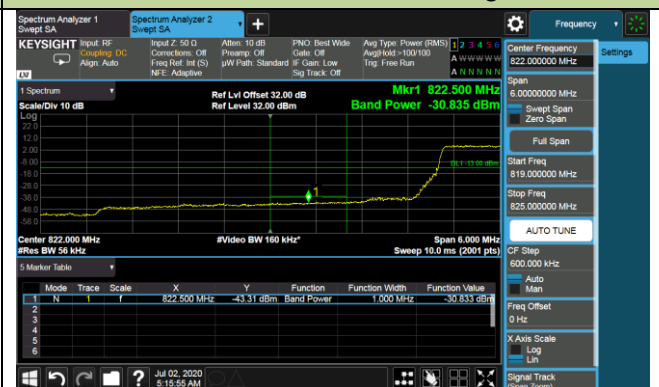 Spectrum Analyzer 1
Swept SA
Spectrum Analyzer 2
Swept SA
Frequency
KEYSIGHT
Input: RF
Coupling: DC
Align: Auto
Input Z: 50 Ω
Corrections: Off
Freq Ref: Int (S)
NFE: Adaptive
Atten: 10 dB
Preamp: Off
µW Path: Standard
PNO: Best Wide
Gate: Off
IF Gain: Low
Sig Track: Off
Avg Type: Power (RMS)
Avg|Hold:>100/100
Trig: Free Run
1 2 3 4 5 6
A W W W W W
A N N N N N
LXI
1 Spectrum
Scale/Div 10 dB
Ref Lvl Offset 32.00 dB
Ref Level 32.00 dBm
Mkr1 822.500 MHz
Band Power -30.835 dBm
Log
22.0
12.0
2.00
-8.00
-18.0
-28.0
-38.0
-48.0
-58.0
DL1 -13.00 dBm
1
Center 822.000 MHz
#Res BW 56 kHz
#Video BW 160 kHz*
Span 6.000 MHz
Sweep 10.0 ms (2001 pts)
5 Marker Table
Mode Trace Scale X Y Function Function Width Function Value
1 N 1 f 822.500 MHz -43.31 dBm Band Power 1.000 MHz -30.833 dBm
2
3
4
5
6
Jul 02, 2020
5:15:55 AM
Center Frequency
822.000000 MHz
Settings
Span
6.00000000 MHz
Swept Span
Zero Span
Full Span
Start Freq
819.000000 MHz
Stop Freq
825.000000 MHz
AUTO TUNE
CF Step
600.000 kHz
Auto
Man
Freq Offset
0 Hz
X Axis Scale
Log
Lin
Signal Track
(Span Zoom)